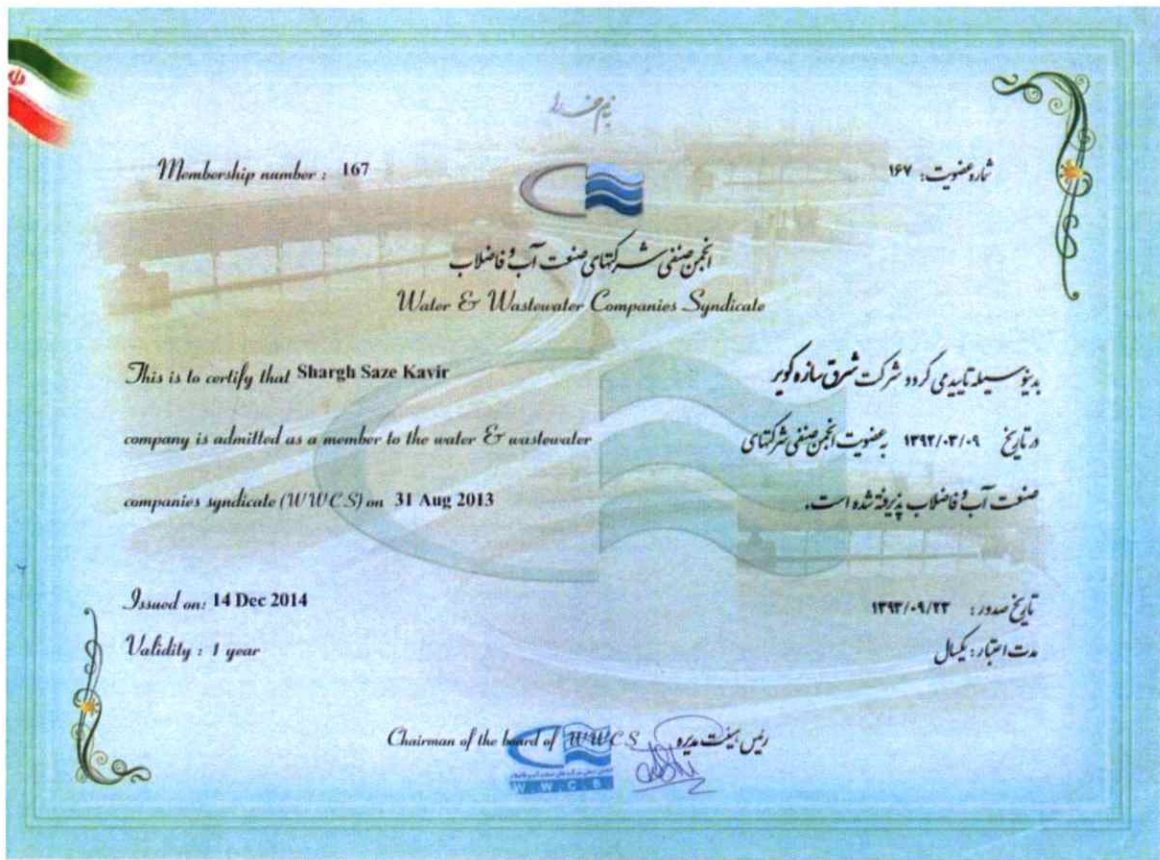 بنام خدا
Membership number : 167
شماره عضویت: ۱۶۷
انجمن صنفی شرکتهای صنعت آب و فاضلاب
Water & Wastewater Companies Syndicate
This is to certify that Shargh Saze Kavir
company is admitted as a member to the water & wastewater
companies syndicate (WWCS) on 31 Aug 2013
بدینوسیله تایید می گردد شرکت شرق سازه کویر
در تاریخ ۱۳۹۲/۰۳/۰۹ به عضویت انجمن صنفی شرکتهای
صنعت آب و فاضلاب پذیرفته شده است.
Issued on: 14 Dec 2014
Validity : 1 year
تاریخ صدور: ۱۳۹۳/۰۹/۲۳
مدت اعتبار: یکسال
Chairman of the board of WWCS
رئیس هیئت مدیره
W.W.C.S.